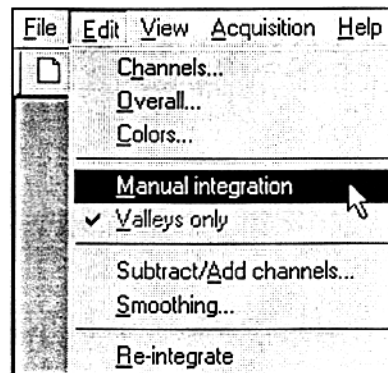 File Edit View Acquisition Help
Channels...
Overall...
Colors...
Manual integration
✔ Valleys only
Subtract/Add channels...
Smoothing...
Re-integrate